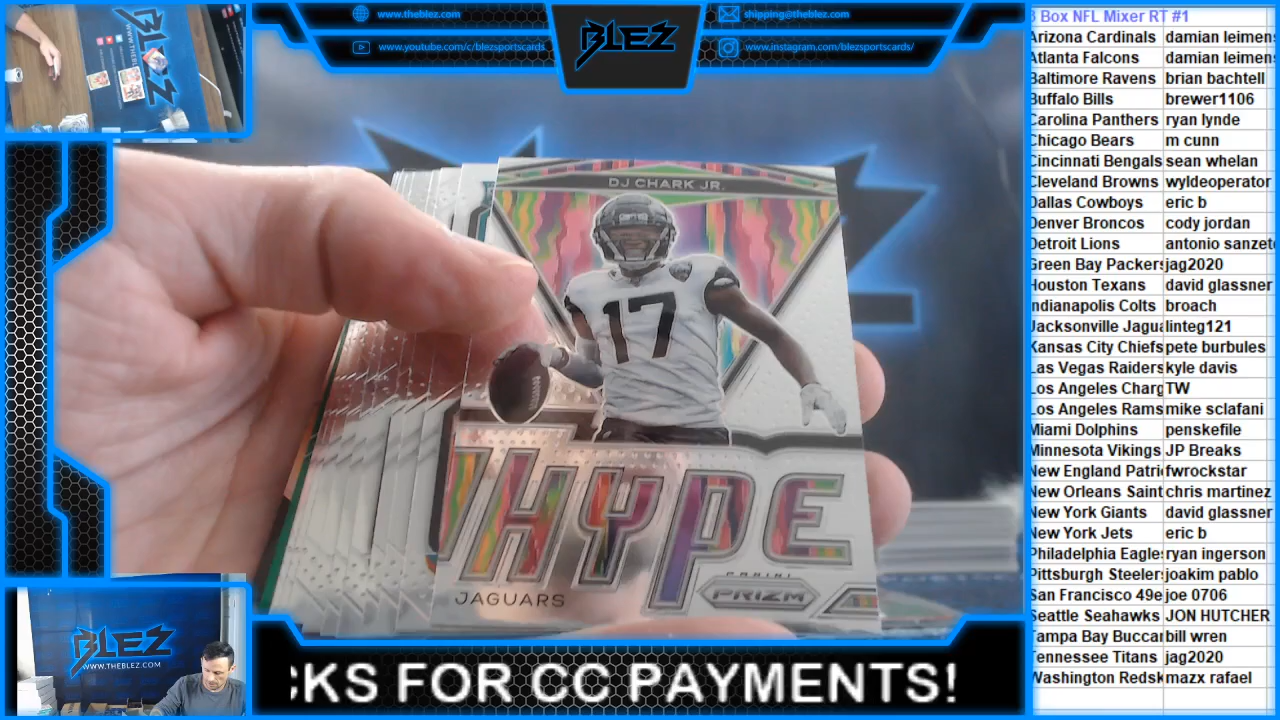 www.theblez.com
shipping@theblez.com
www.youtube.com/c/blezsportscards
www.instagram.com/blezsportscards/
BLEZ
DJ CHARK JR.
17
HYPE
PANINI
PRIZM
JAGUARS
BLEZ
WWW.THEBLEZ.COM
CKS FOR CC PAYMENTS!
Box NFL Mixer RT #1
Arizona Cardinals damian leimens
Atlanta Falcons damian leimens
Baltimore Ravens brian bachtell
Buffalo Bills brewer1106
Carolina Panthers ryan lynde
Chicago Bears m cunn
Cincinnati Bengals sean whelan
Cleveland Browns wyldeoperator
Dallas Cowboys eric b
Denver Broncos cody jordan
Detroit Lions antonio sanzeto
Green Bay Packers jag2020
Houston Texans david glassner
Indianapolis Colts broach
Jacksonville Jagua linteg121
Kansas City Chiefs pete burbules
Las Vegas Raiders kyle davis
Los Angeles Charg TW
Los Angeles Rams mike sclafani
Miami Dolphins penskefile
Minnesota Vikings JP Breaks
New England Patri fwrockstar
New Orleans Saint chris martinez
New York Giants david glassner
New York Jets eric b
Philadelphia Eagle ryan ingerson
Pittsburgh Steeler joakim pablo
San Francisco 49e joe 0706
Seattle Seahawks JON HUTCHER
Tampa Bay Buccar bill wren
Tennessee Titans jag2020
Washington Redsk mazx rafael